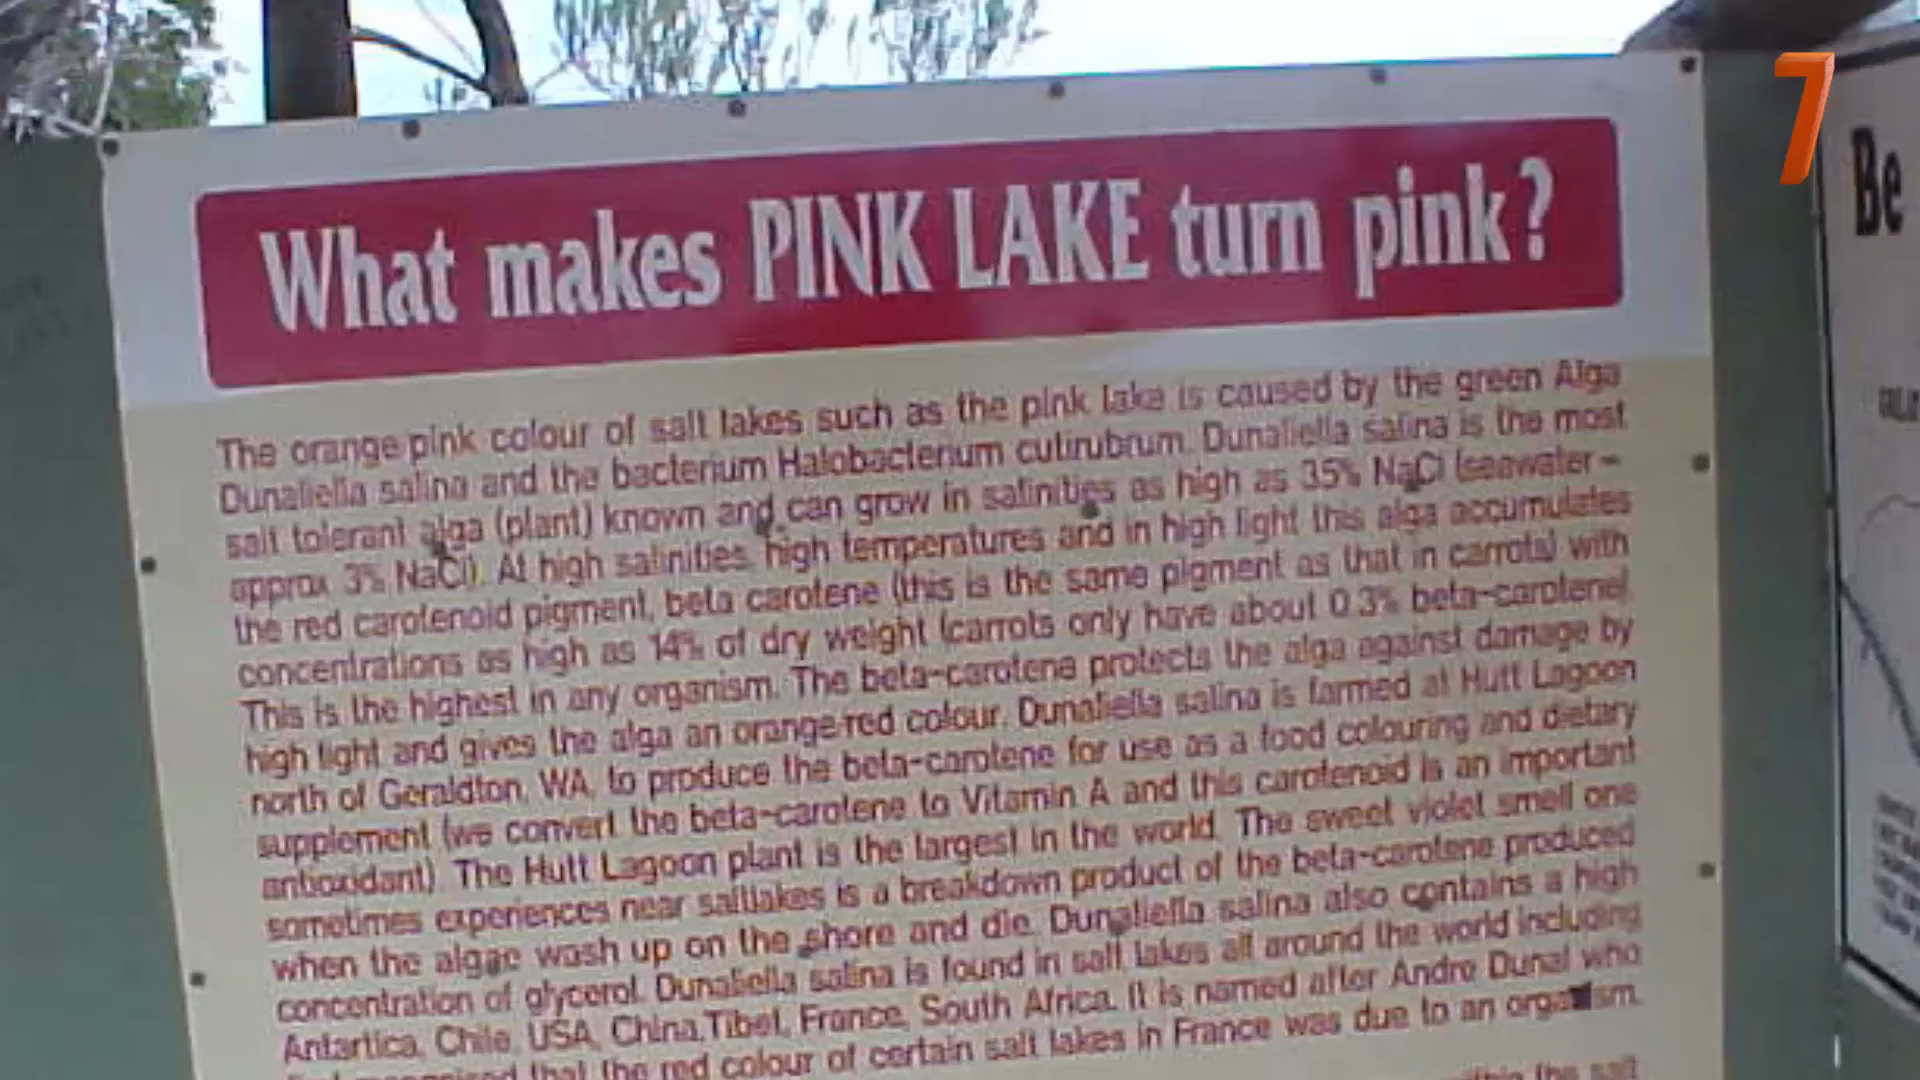 7
What makes PINK LAKE turn pink?
The orange/pink colour of salt lakes such as the pink lake is caused by the green Alga
Dunaliella salina and the bacterium Halobacterium cutirubrum. Dunaliella salina is the most
salt tolerant alga (plant) known and can grow in salinities as high as 35% NaCl (seawater =
approx 3% NaCl). At high salinities, high temperatures and in high light this alga accumulates
the red carotenoid pigment, beta carotene (this is the same pigment as that in carrots) with
concentrations as high as 14% of dry weight (carrots only have about 0.3% beta-carotene).
This is the highest in any organism. The beta-carotene protects the alga against damage by
high light and gives the alga an orange/red colour. Dunaliella salina is farmed at Hutt Lagoon
north of Geraldton, WA, to produce the beta-carotene for use as a food colouring and dietary
supplement (we convert the beta-carotene to Vitamin A and this carotenoid is an important
antioxidant). The Hutt Lagoon plant is the largest in the world. The sweet violet smell one
sometimes experiences near saltlakes is a breakdown product of the beta-carotene produced
when the algae wash up on the shore and die. Dunaliella salina also contains a high
concentration of glycerol. Dunaliella salina is found in salt lakes all around the world including
Antartica, Chile, USA, China, Tibet, France, South Africa. It is named after Andre Dunal who
recognised that the red colour of certain salt lakes in France was due to an organism,
the salt
Be